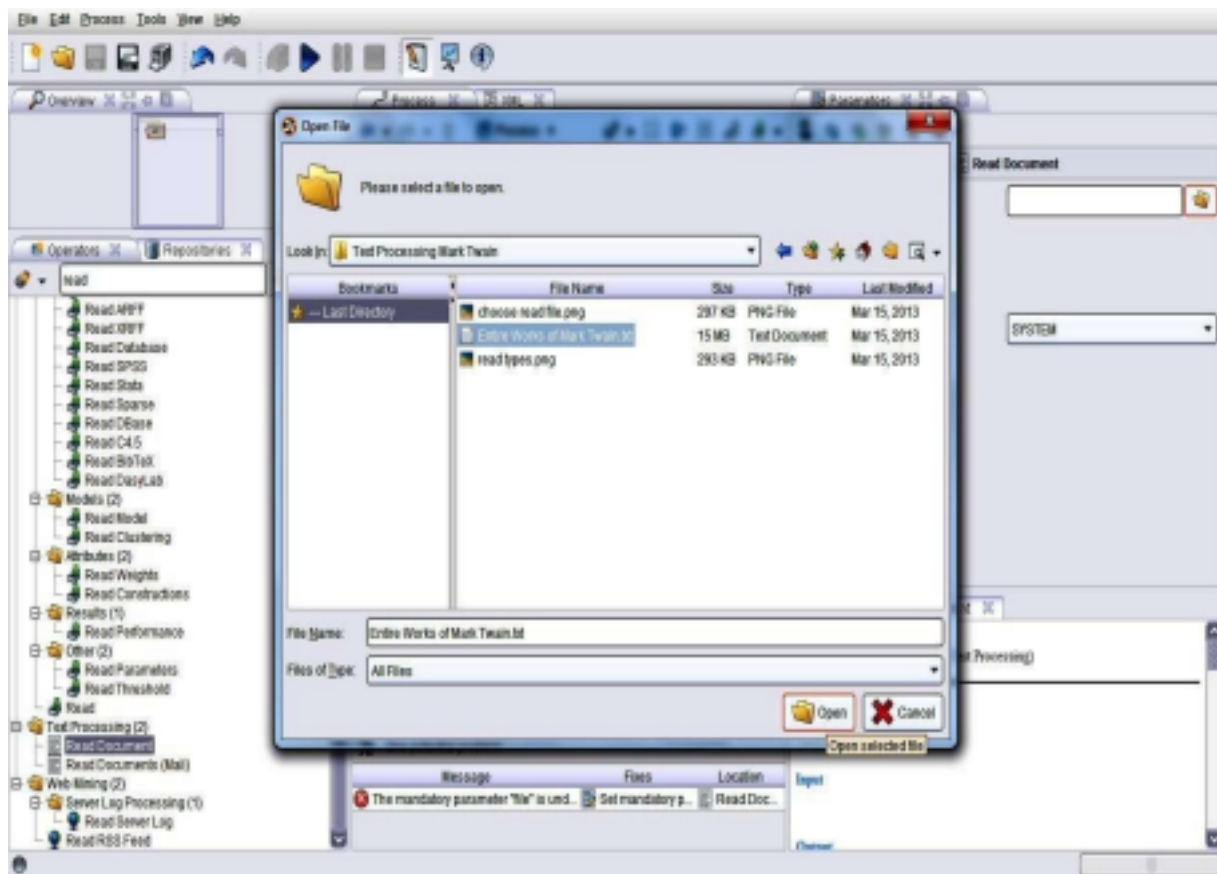 File Edit Process Tools View Help
Overview
Process
XML
Parameters
Open File
Process
Read Document
Please select a file to open.
Operators
Repositories
Look In: Text Processing Mark Twain
read
Bookmarks File Name Size Type Last Modified
--- Last Directory
choose read file.png 297 KB PNG File Mar 15, 2013
Entire Works of Mark Twain.txt 15 MB Text Document Mar 15, 2013
read types.png 293 KB PNG File Mar 15, 2013
SYSTEM
Read ARFF
Read XRFF
Read Database
Read SPSS
Read Stata
Read Sparse
Read DBase
Read C4.5
Read BibTeX
Read DasyLab
Models (2)
Read Model
Read Clustering
Attributes (2)
Read Weights
Read Constructions
Results (1)
Read Performance
Other (2)
Read Parameters
Read Threshold
Read
Text Processing (2)
Read Document
Read Documents (Mail)
Web Mining (2)
Server Log Processing (1)
Read Server Log
Read RSS Feed
File Name: Entire Works of Mark Twain.txt
Files of Type: All Files
Open
Cancel
Open selected file
Processing)
Message Fixes Location
The mandatory parameter "file" is und... Set mandatory p... Read Doc...
Input
Output